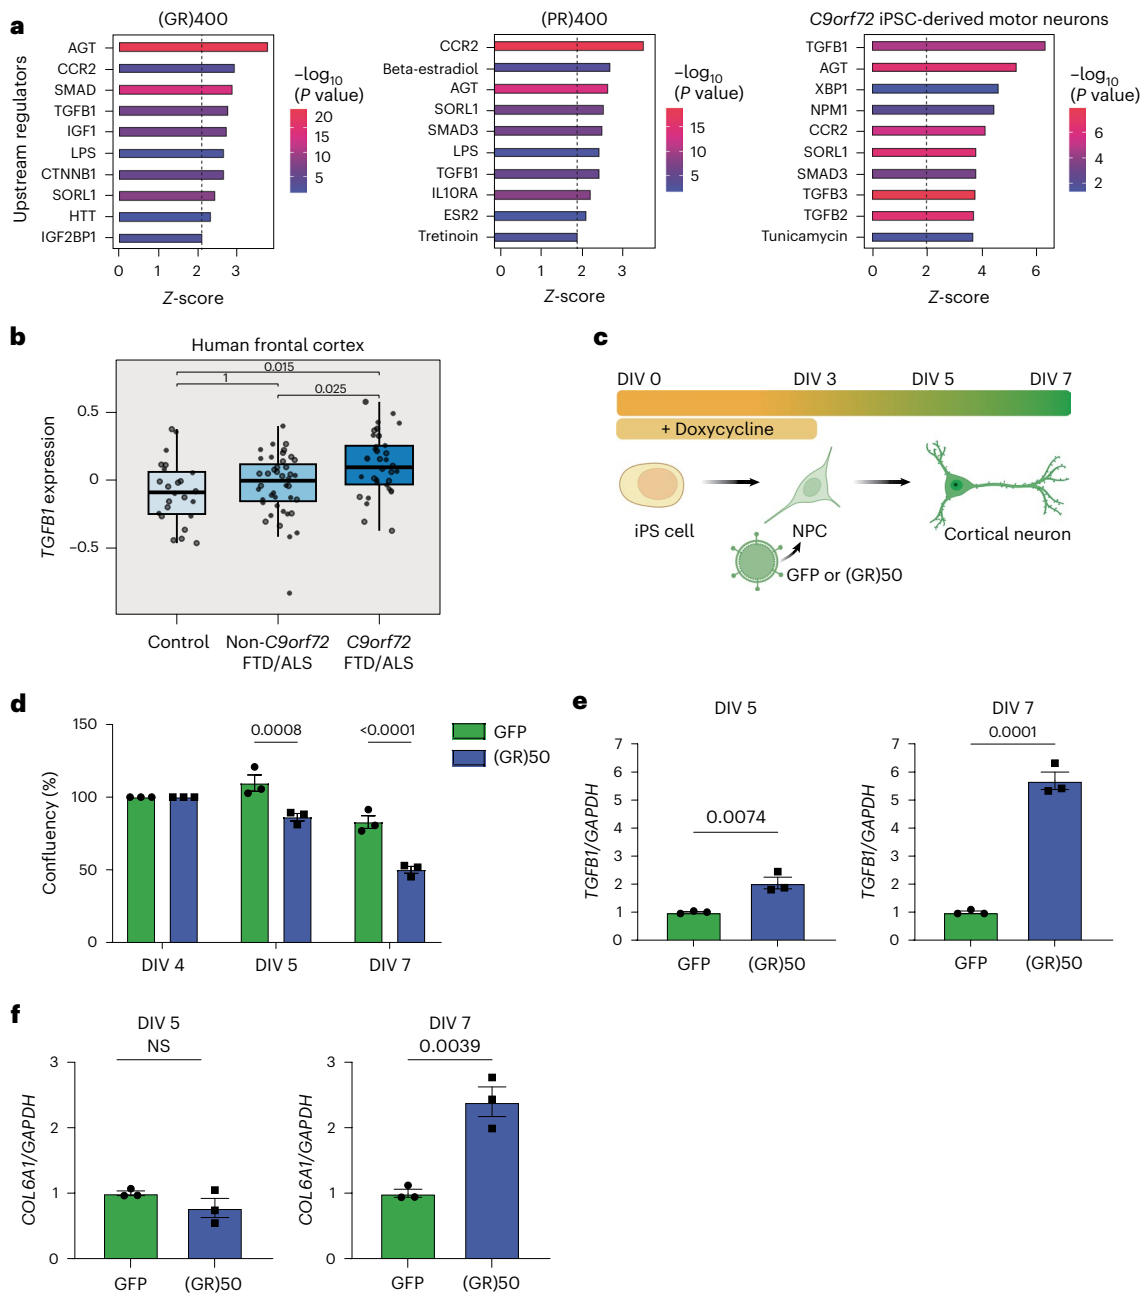 a
(GR)400
Upstream regulators
AGT
CCR2
SMAD
TGFB1
IGF1
LPS
CTNNB1
SORL1
HTT
IGF2BP1
0 1 2 3
Z-score
–log10
(P value)
20
15
10
5
(PR)400
CCR2
Beta-estradiol
AGT
SORL1
SMAD3
LPS
TGFB1
IL10RA
ESR2
Tretinoin
0 1 2 3
Z-score
–log10
(P value)
15
10
5
C9orf72 iPSC-derived motor neurons
TGFB1
AGT
XBP1
NPM1
CCR2
SORL1
SMAD3
TGFB3
TGFB2
Tunicamycin
0 2 4 6
Z-score
–log10
(P value)
6
4
2
b
Human frontal cortex
TGFB1 expression
0.5
0
–0.5
0.015
1
0.025
Control
Non-C9orf72
FTD/ALS
C9orf72
FTD/ALS
c
DIV 0 DIV 3 DIV 5 DIV 7
+ Doxycycline
iPS cell
NPC
GFP or (GR)50
Cortical neuron
d
Confluency (%)
150
100
50
0
0.0008
<0.0001
GFP
(GR)50
DIV 4 DIV 5 DIV 7
e
DIV 5
TGFB1/GAPDH
7
6
5
4
3
2
1
0
0.0074
GFP (GR)50
DIV 7
0.0001
TGFB1/GAPDH
7
6
5
4
3
2
1
0
GFP (GR)50
f
DIV 5
NS
COL6A1/GAPDH
3
2
1
0
GFP (GR)50
DIV 7
0.0039
COL6A1/GAPDH
3
2
1
0
GFP (GR)50